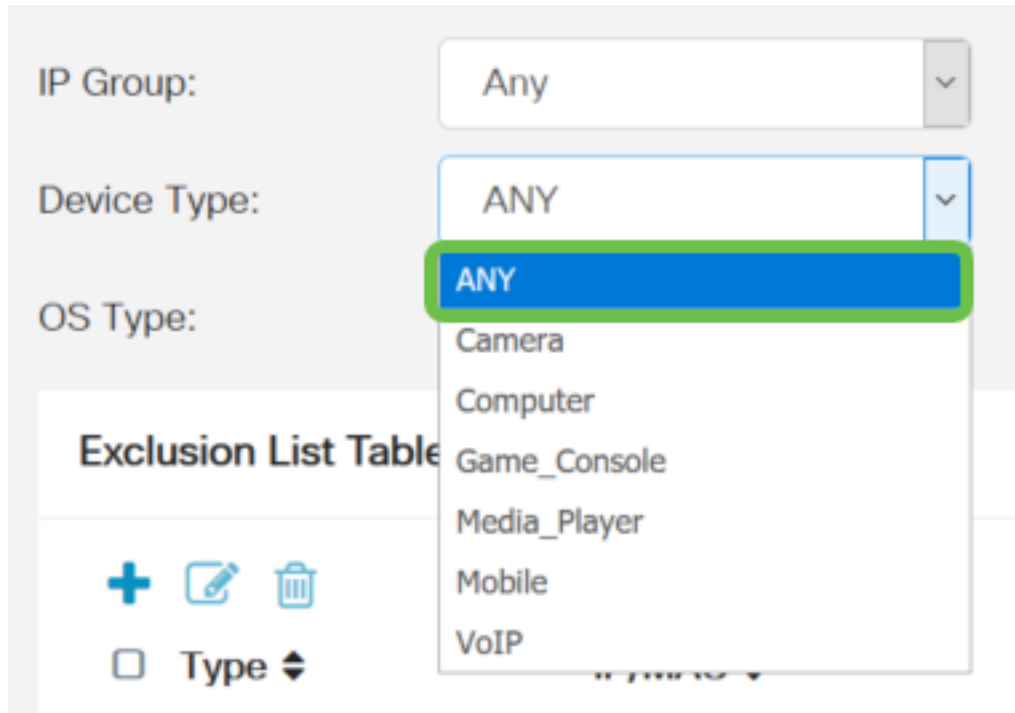 IP Group: Any
Device Type: ANY
ANY
OS Type:
Camera
Computer
Exclusion List Table
Game_Console
Media_Player
Mobile
VoIP
Type